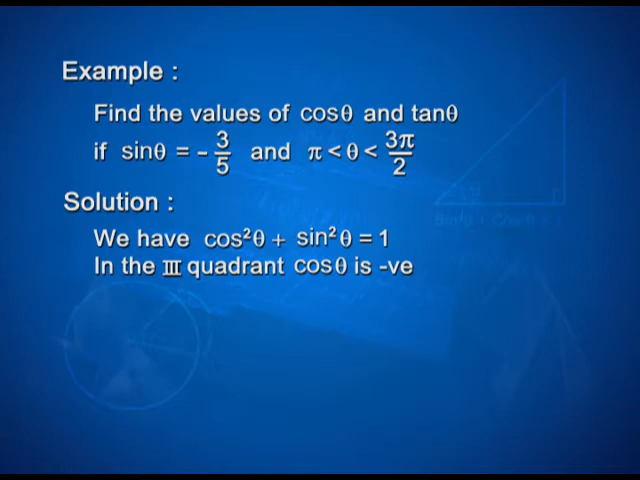 Example :
Find the values of cosθ and tanθ
if sinθ = - 3/5 and π < θ < 3π/2
Solution :
We have cos²θ + sin²θ = 1
In the III quadrant cosθ is -ve